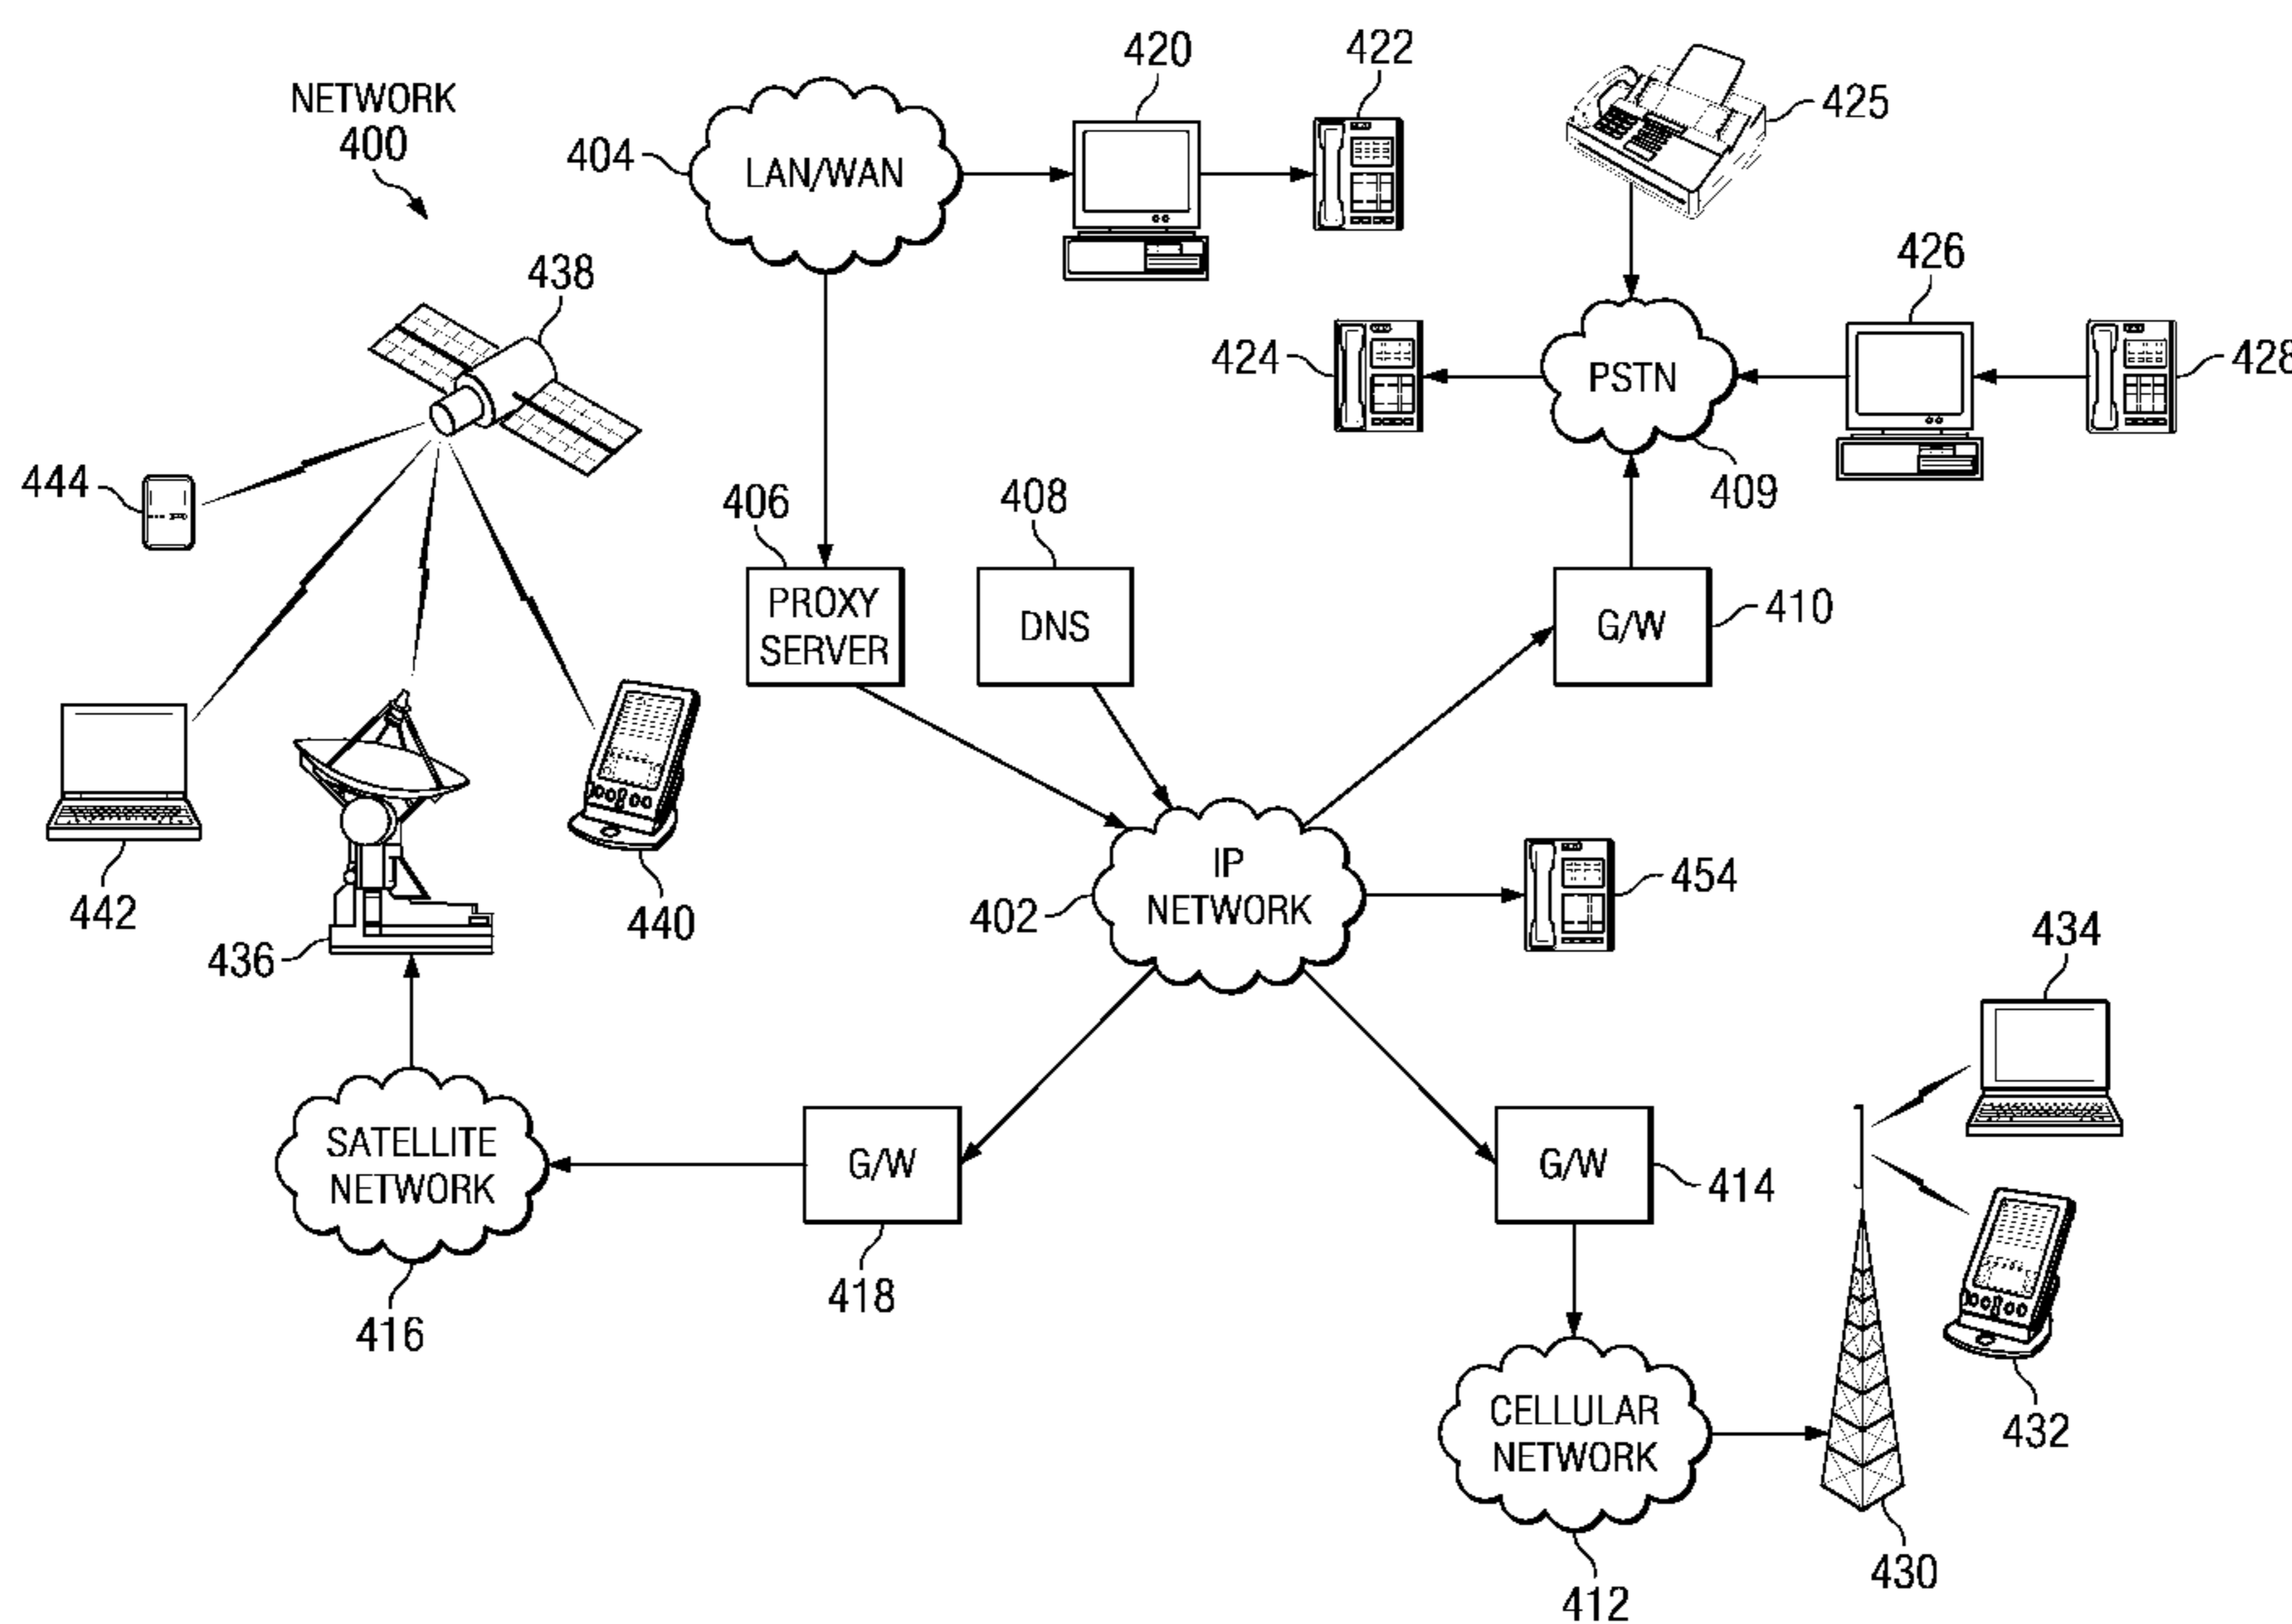 NETWORK
400
420
422
425
404
LAN/WAN
438
426
424
PSTN
428
409
444
406
408
PROXY
SERVER
DNS
G/W
410
IP
NETWORK
402
454
442
436
440
434
SATELLITE
NETWORK
416
G/W
418
G/W
414
CELLULAR
NETWORK
412
432
430